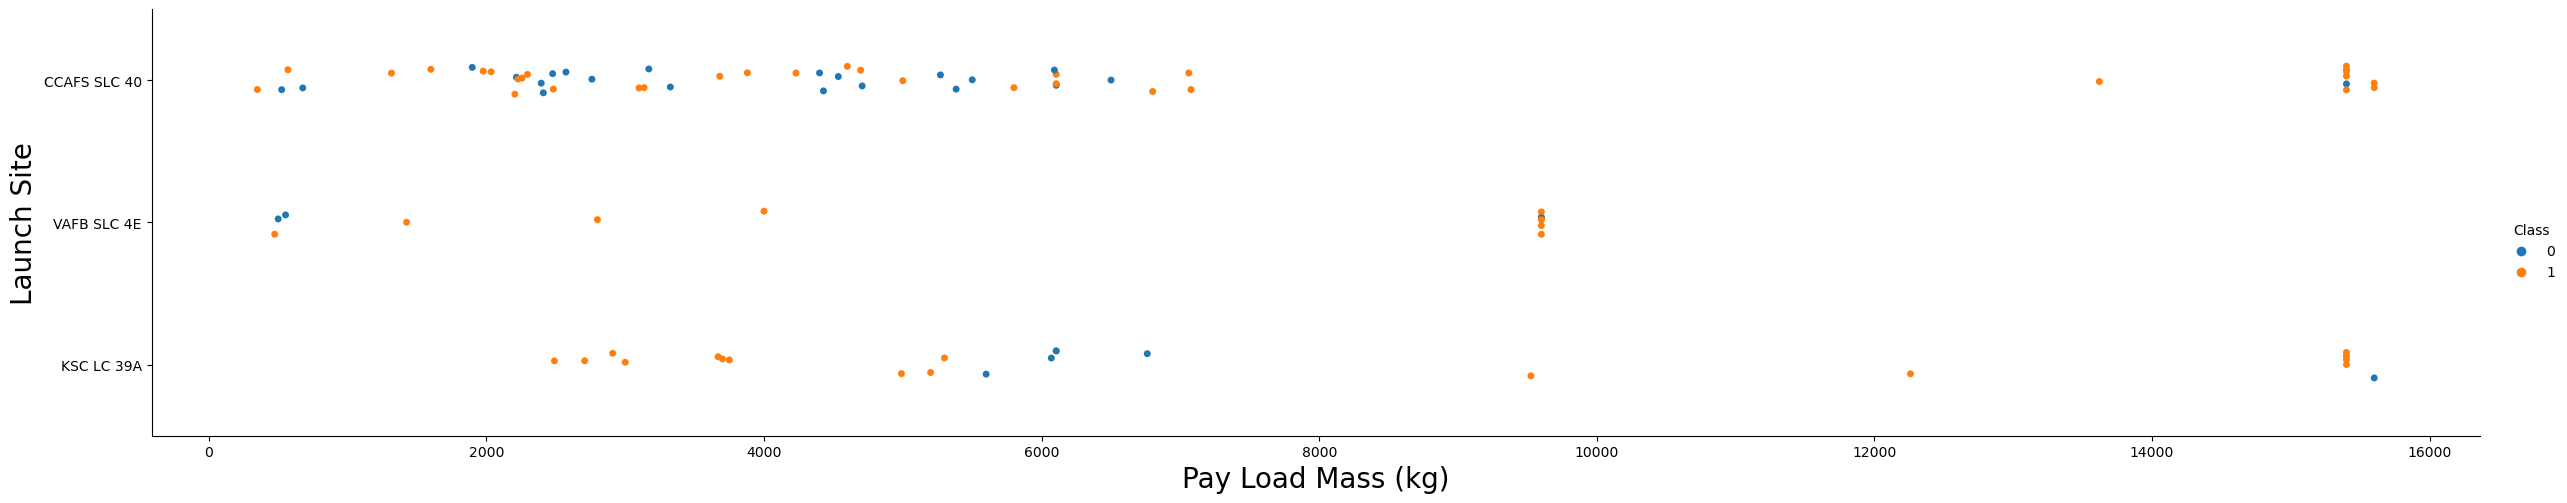 Launch Site
CCAFS SLC 40
VAFB SLC 4E
KSC LC 39A
0 2000 4000 6000 8000 10000 12000 14000 16000
Pay Load Mass (kg)
Class
0
1